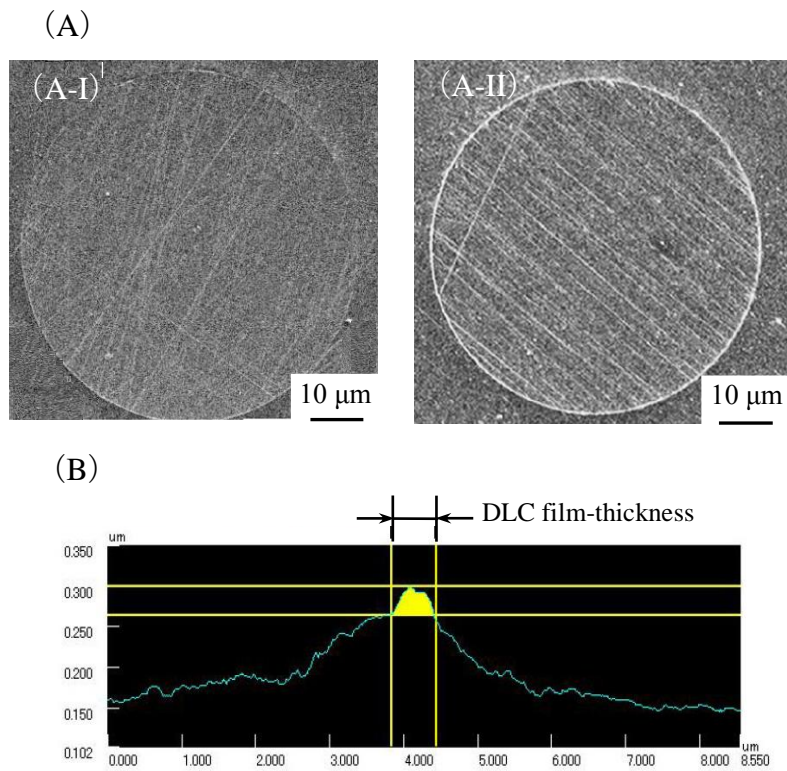 (A)
(A-I)
(A-II)
10 μm
10 μm
(B)
DLC film-thickness
um
0.350
0.300
0.250
0.200
0.150
0.102
0.000 1.000 2.000 3.000 4.000 5.000 6.000 7.000 8.000 8.550
um